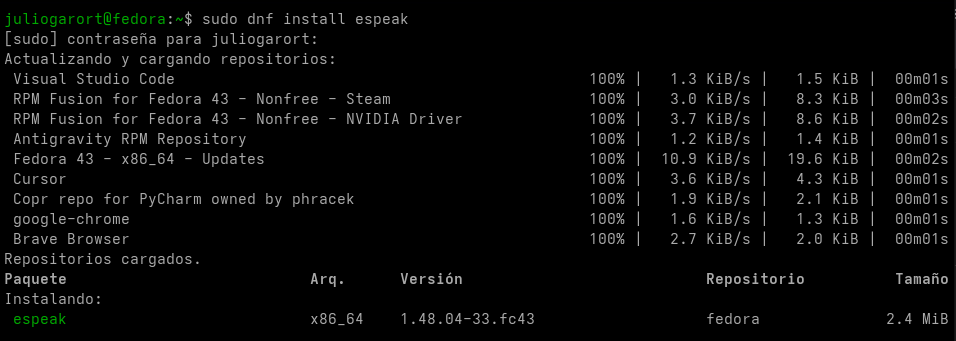 juliogarort@fedora:~$ sudo dnf install espeak
[sudo] contraseña para juliogarort:
Actualizando y cargando repositorios:
Visual Studio Code 100% | 1.3 KiB/s | 1.5 KiB | 00m01s
RPM Fusion for Fedora 43 - Nonfree - Steam 100% | 3.0 KiB/s | 8.3 KiB | 00m03s
RPM Fusion for Fedora 43 - Nonfree - NVIDIA Driver 100% | 3.7 KiB/s | 8.6 KiB | 00m02s
Antigravity RPM Repository 100% | 1.2 KiB/s | 1.4 KiB | 00m01s
Fedora 43 - x86_64 - Updates 100% | 10.9 KiB/s | 19.6 KiB | 00m02s
Cursor 100% | 3.6 KiB/s | 4.3 KiB | 00m01s
Copr repo for PyCharm owned by phracek 100% | 1.9 KiB/s | 2.1 KiB | 00m01s
google-chrome 100% | 1.6 KiB/s | 1.3 KiB | 00m01s
Brave Browser 100% | 2.7 KiB/s | 2.0 KiB | 00m01s
Repositorios cargados.
Paquete Arq. Versión Repositorio Tamaño
Instalando:
espeak x86_64 1.48.04-33.fc43 fedora 2.4 MiB